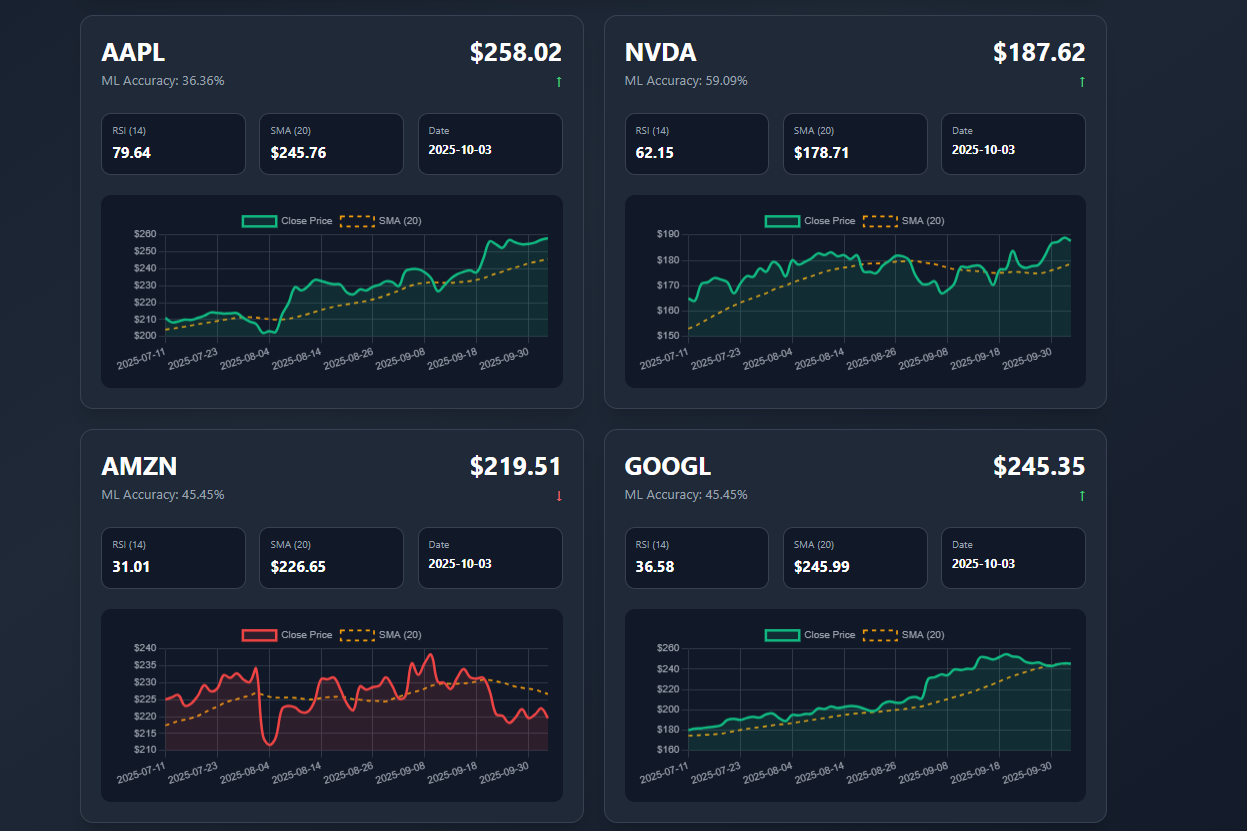 AAPL
$258.02
ML Accuracy: 36.36%
↑
RSI (14)
79.64
SMA (20)
$245.76
Date
2025-10-03
Close Price
SMA (20)
$260
$250
$240
$230
$220
$210
$200
2025-07-11
2025-07-23
2025-08-04
2025-08-14
2025-08-26
2025-09-08
2025-09-18
2025-09-30
NVDA
$187.62
ML Accuracy: 59.09%
↑
RSI (14)
62.15
SMA (20)
$178.71
Date
2025-10-03
Close Price
SMA (20)
$190
$180
$170
$160
$150
2025-07-11
2025-07-23
2025-08-04
2025-08-14
2025-08-26
2025-09-08
2025-09-18
2025-09-30
AMZN
$219.51
ML Accuracy: 45.45%
↓
RSI (14)
31.01
SMA (20)
$226.65
Date
2025-10-03
Close Price
SMA (20)
$240
$235
$230
$225
$220
$215
$210
2025-07-11
2025-07-23
2025-08-04
2025-08-14
2025-08-26
2025-09-08
2025-09-18
2025-09-30
GOOGL
$245.35
ML Accuracy: 45.45%
↑
RSI (14)
36.58
SMA (20)
$245.99
Date
2025-10-03
Close Price
SMA (20)
$260
$240
$220
$200
$180
$160
2025-07-11
2025-07-23
2025-08-04
2025-08-14
2025-08-26
2025-09-08
2025-09-18
2025-09-30